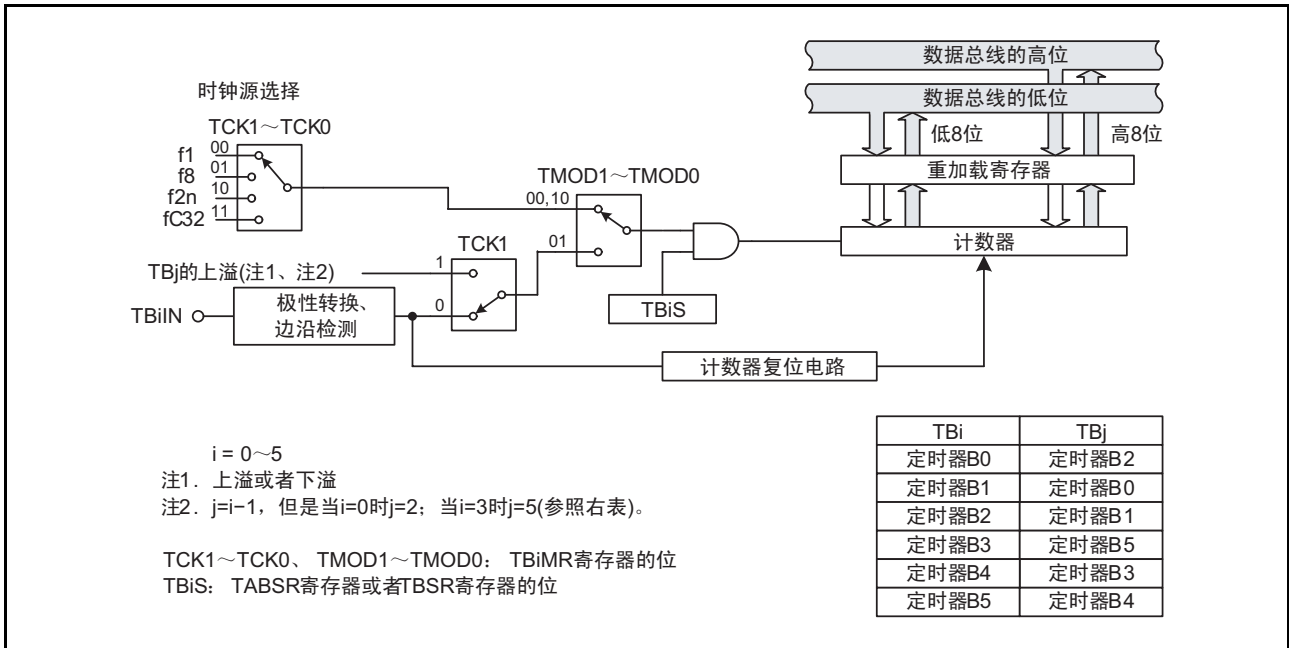 数据总线的高位
数据总线的低位
低8位
高8位
重加载寄存器
计数器
时钟源选择
TCK1～TCK0
f1 00
f8 01
f2n 10
fC32 11
TMOD1～TMOD0
00,10
01
TCK1
1
0
TBj的上溢(注1、注2)
TBiIN
极性转换、
边沿检测
TBiS
计数器复位电路
i = 0～5
注1. 上溢或者下溢
注2. j=i−1，但是当i=0时j=2；当i=3时j=5(参照右表)。
TCK1～TCK0、 TMOD1～TMOD0： TBiMR寄存器的位
TBiS： TABSR寄存器或者TBSR寄存器的位
TBi TBj
定时器B0 定时器B2
定时器B1 定时器B0
定时器B2 定时器B1
定时器B3 定时器B5
定时器B4 定时器B3
定时器B5 定时器B4